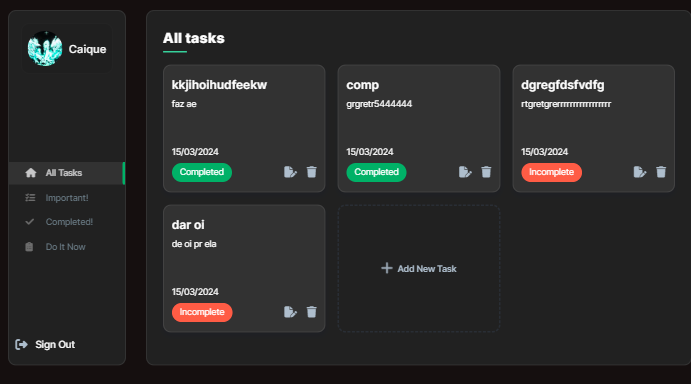 Caique
All Tasks
Important!
Completed!
Do It Now
Sign Out
All tasks
kkjihoihudfeekw
faz ae
15/03/2024
Completed
comp
grgretr5444444
15/03/2024
Completed
dgregfdsfvdfg
rtgretgrerrrrrrrrrrrrrrrrr
15/03/2024
Incomplete
dar oi
de oi pr ela
15/03/2024
Incomplete
Add New Task